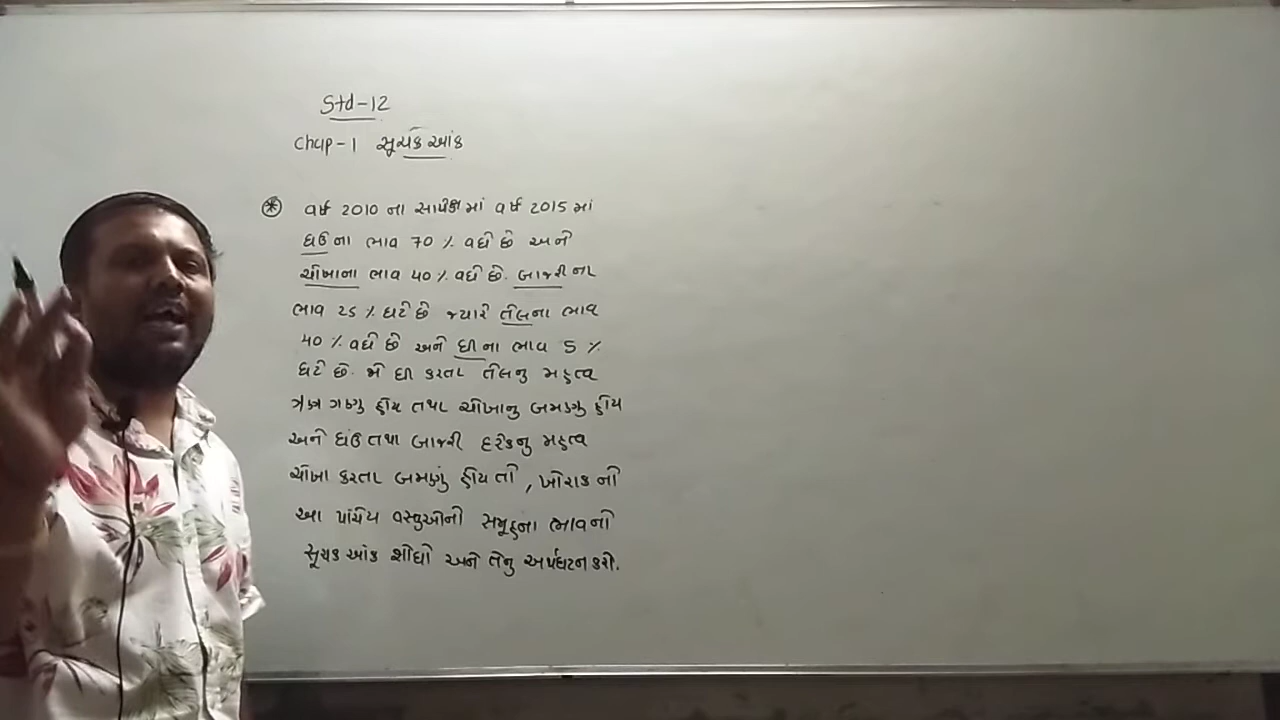 Std-12
Chap-1 સૂચક આંક
* વર્ષ 2010 ના સાપેક્ષમાં વર્ષ 2015 માં
ઘઉંના ભાવ 70 % વધે છે અને
ચોખાના ભાવ 40 % વધે છે. બાજરીના
ભાવ 25 % ઘટે છે જ્યારે તેલના ભાવ
40 % વધે છે અને ઘીના ભાવ 5 %
ઘટે છે. જો ઘી કરતા તેલનુ મહત્વ
ત્રણ ગણુ હોય તથા ચોખાનુ બમણુ હોય
અને ઘંઉ તથા બાજરી દરેકનુ મહત્વ
ચોખા કરતા બમણું હોય તો , ખોરાક ની
આ પાંચેય વસ્તુઓની સમૂહના ભાવનો
સૂચક આંક શોધો અને તેનુ અર્થઘટન કરો.